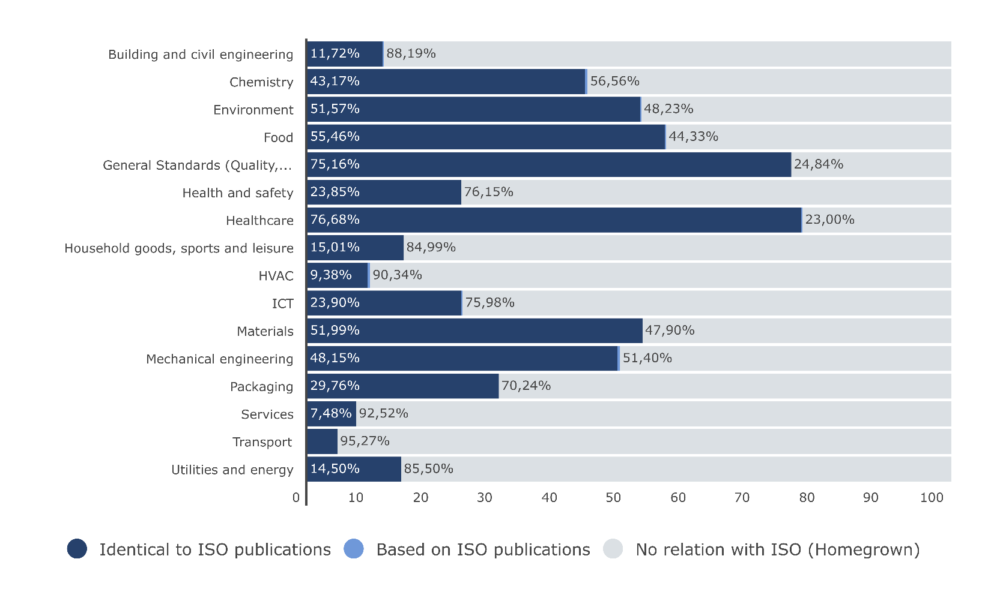 Building and civil engineering 11,72% 88,19%
Chemistry 43,17% 56,56%
Environment 51,57% 48,23%
Food 55,46% 44,33%
General Standards (Quality,... 75,16% 24,84%
Health and safety 23,85% 76,15%
Healthcare 76,68% 23,00%
Household goods, sports and leisure 15,01% 84,99%
HVAC 9,38% 90,34%
ICT 23,90% 75,98%
Materials 51,99% 47,90%
Mechanical engineering 48,15% 51,40%
Packaging 29,76% 70,24%
Services 7,48% 92,52%
Transport 95,27%
Utilities and energy 14,50% 85,50%
0 10 20 30 40 50 60 70 80 90 100
Identical to ISO publications Based on ISO publications No relation with ISO (Homegrown)